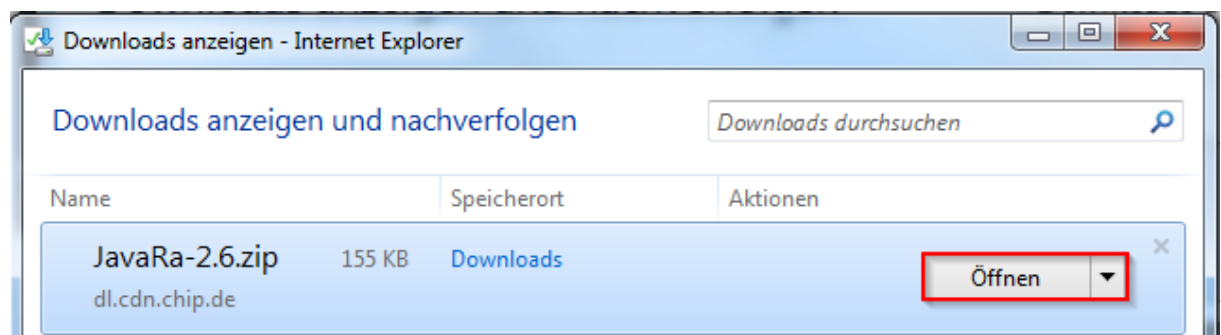 Downloads anzeigen - Internet Explorer
Downloads anzeigen und nachverfolgen
Downloads durchsuchen
Name Speicherort Aktionen
JavaRa-2.6.zip 155 KB Downloads Öffnen
dl.cdn.chip.de